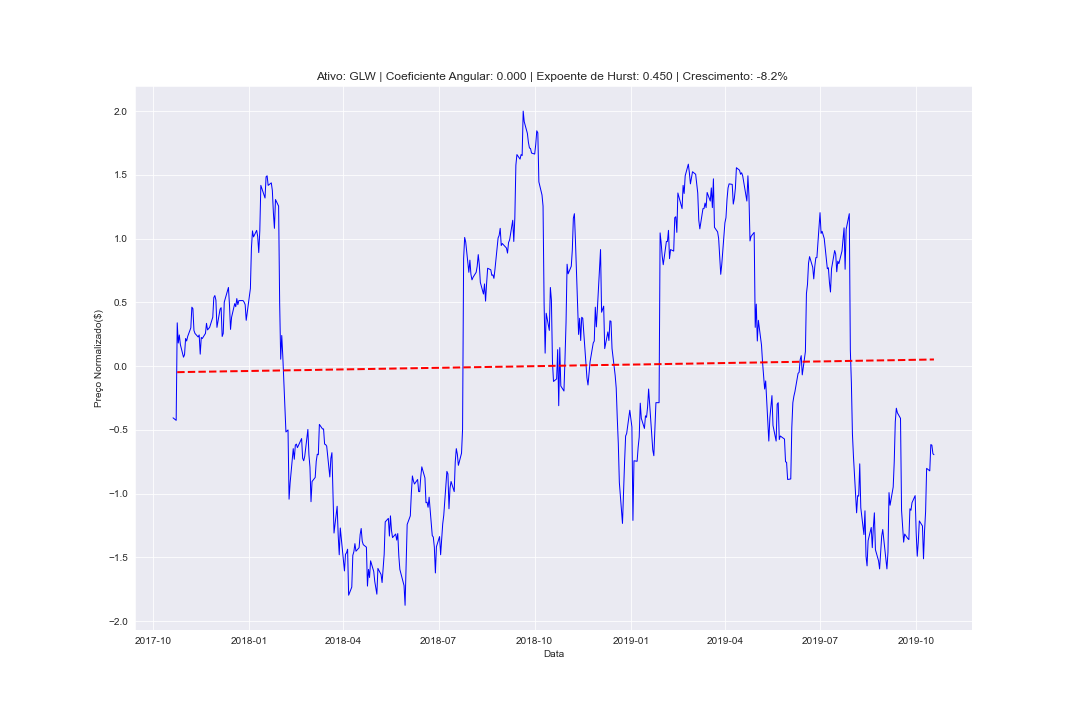 Ativo: GLW | Coeficiente Angular: 0.000 | Expoente de Hurst: 0.450 | Crescimento: -8.2%
Preço Normalizado($)
2.0
1.5
1.0
0.5
0.0
−0.5
−1.0
−1.5
−2.0
2017-10 2018-01 2018-04 2018-07 2018-10 2019-01 2019-04 2019-07 2019-10
Data